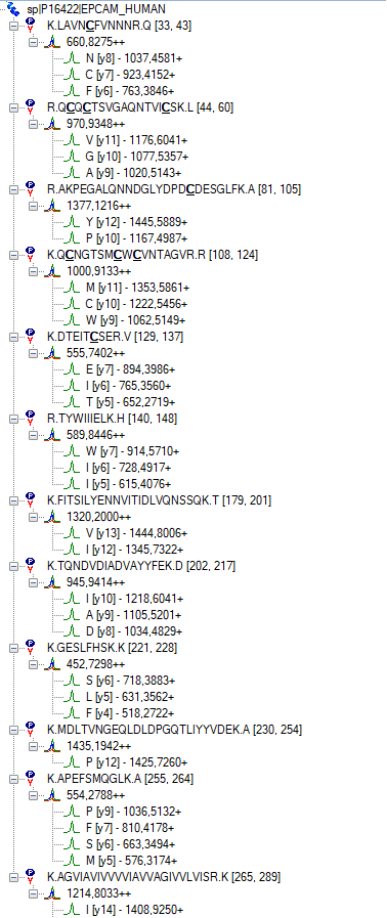 sp|P16422|EPCAM_HUMAN
K.LAVNCFVNNNR.Q [33, 43]
660,8275++
N [y8] - 1037,4581+
C [y7] - 923,4152+
F [y6] - 763,3846+
R.QCQCTSVGAQNTVICSK.L [44, 60]
970,9348++
V [y11] - 1176,6041+
G [y10] - 1077,5357+
A [y9] - 1020,5143+
R.AKPEGALQNNDGLYDPDCDESGLFK.A [81, 105]
1377,1216++
Y [y12] - 1445,5889+
P [y10] - 1167,4987+
K.QCNGTSMCWCVNTAGVR.R [108, 124]
1000,9133++
M [y11] - 1353,5861+
C [y10] - 1222,5456+
W [y9] - 1062,5149+
K.DTEITCSER.V [129, 137]
555,7402++
E [y7] - 894,3986+
I [y6] - 765,3560+
T [y5] - 652,2719+
R.TYWIIIELK.H [140, 148]
589,8446++
W [y7] - 914,5710+
I [y6] - 728,4917+
I [y5] - 615,4076+
K.FITSILYENNVITIDLVQNSSQK.T [179, 201]
1320,2000++
V [y13] - 1444,8006+
I [y12] - 1345,7322+
K.TQNDVDIADVAYYFEK.D [202, 217]
945,9414++
I [y10] - 1218,6041+
A [y9] - 1105,5201+
D [y8] - 1034,4829+
K.GESLFHSK.K [221, 228]
452,7298++
S [y6] - 718,3883+
L [y5] - 631,3562+
F [y4] - 518,2722+
K.MDLTVNGEQLDLDPGQTLIYYVDEK.A [230, 254]
1435,1942++
P [y12] - 1425,7260+
K.APEFSMQGLK.A [255, 264]
554,2788++
P [y9] - 1036,5132+
F [y7] - 810,4178+
S [y6] - 663,3494+
M [y5] - 576,3174+
K.AGVIAVIVVVVIAVVAGIVVLVISR.K [265, 289]
1214,8033++
I [y14] - 1408,9250+